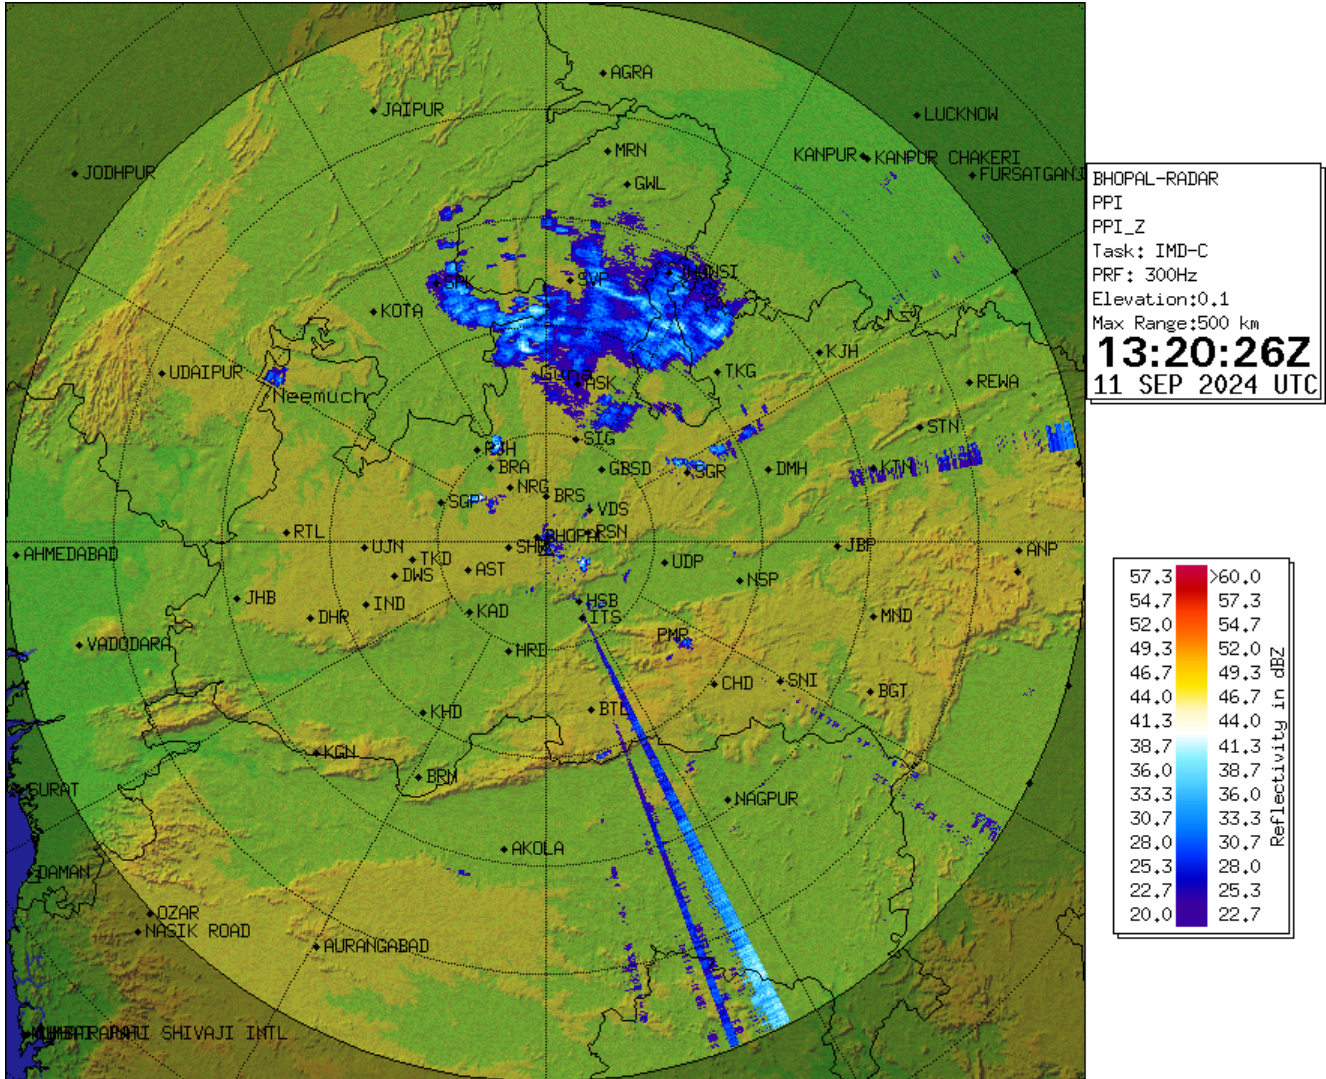 AGRA
JAIPUR
LUCKNOW
MRN
KANPUR
KANPUR CHAKERI
JODHPUR
FURSATGANJ
GWL
JHANSI
SVP
SPK
KOTA
KJH
UDAIPUR
TKG
Guna
ASK
REWA
Neemuch
STN
SIG
RJH
BRA
GBSD
SGR
DMH
KTN
NRG
BRS
SGP
VDS
RTL
RSN
BHOPAL
UJN
SHR
JBP
AHMEDABAD
TKD
ANP
AST
UDP
DWS
NSP
JHB
IND
HSB
KAD
DHR
ITS
MND
VADODARA
PMR
HRI
CHD
SNI
BGT
KHD
BTL
KGN
BRM
SURAT
NAGPUR
AKOLA
DAMAN
OZAR
NASIK ROAD
AURANGABAD
SHIVAJI INTL
BHOPAL-RADAR
PPI
PPI_Z
Task: IMD-C
PRF: 300Hz
Elevation:0.1
Max Range:500 km
13:20:26Z
11 SEP 2024 UTC
57.3 >60.0
54.7 57.3
52.0 54.7
49.3 52.0
46.7 49.3
44.0 46.7
41.3 44.0
38.7 41.3
36.0 38.7
33.3 36.0
30.7 33.3
28.0 30.7
25.3 28.0
22.7 25.3
20.0 22.7
Reflectivity in dBZ